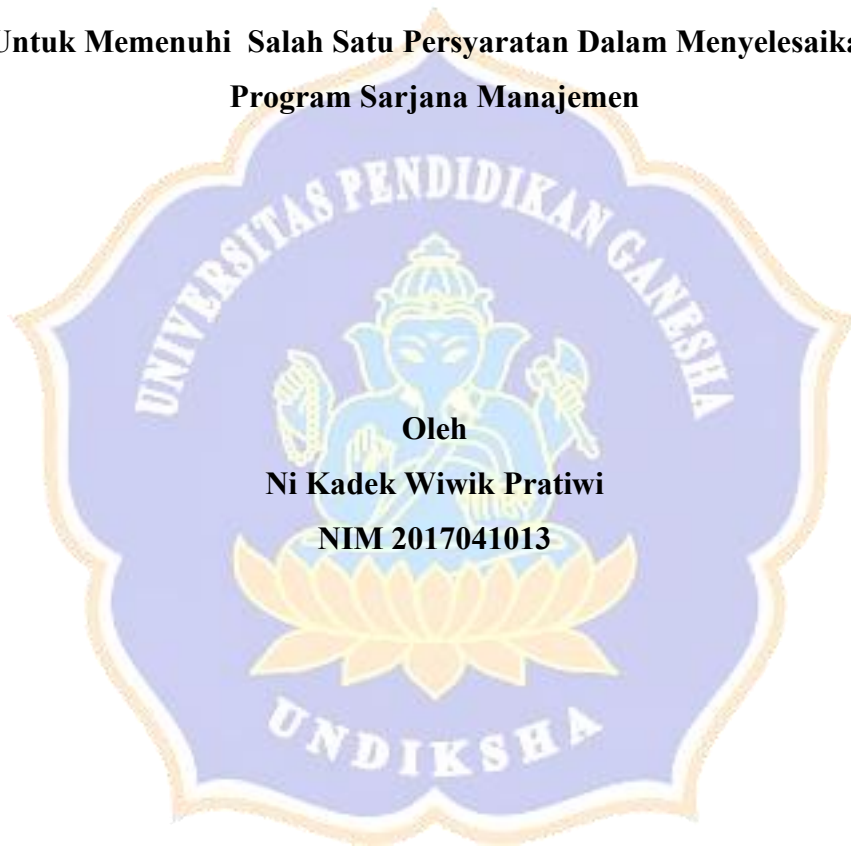 Untuk Memenuhi  Salah Satu Persyaratan Dalam Menyelesaika
Program Sarjana Manajemen
UNIVERSITAS PENDIDIKAN GANESHA
Oleh
Ni Kadek Wiwik Pratiwi
NIM 2017041013
UNDIKSHA